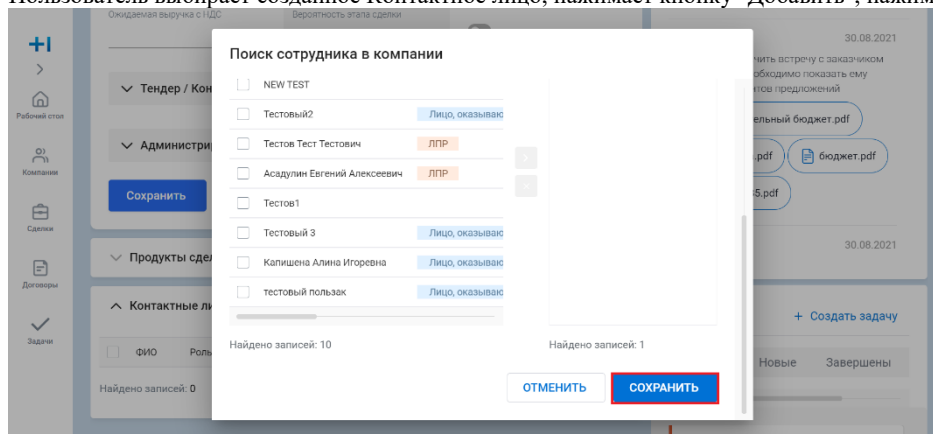 Пользователь выбирает созданное Контактное лицо, нажимает кнопку "Добавить", нажим
Ожидаемая выручка с НДС
Вероятность этапа сделки
Поиск сотрудника в компании
NEW TEST
Тестовый2 Лицо, оказываю
Тестов Тест Тестович ЛПР
Асадулин Евгений Алексеевич ЛПР
Тестов1
Тестовый 3 Лицо, оказываю
Капишена Алина Игоревна Лицо, оказываю
тестовый пользак Лицо, оказываю
Найдено записей: 10
Найдено записей: 1
ОТМЕНИТЬ
СОХРАНИТЬ
Рабочий стол
Компании
Сделки
Договоры
Задачи
Тендер / Кон
Администри
Сохранить
Продукты сдел
Контактные ли
ФИО Роль
Найдено записей: 0
30.08.2021
чить встречу с заказчиком
обходимо показать ему
тов предложений
ельный бюджет.pdf
.pdf
бюджет.pdf
5.pdf
30.08.2021
+ Создать задачу
Новые Завершены